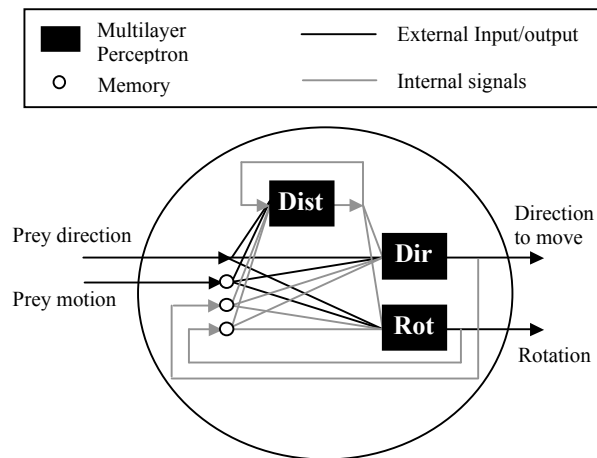 Multilayer
Perceptron
External Input/output
Memory
Internal signals
Dist
Direction
to move
Prey direction
Dir
Prey motion
Rot
Rotation